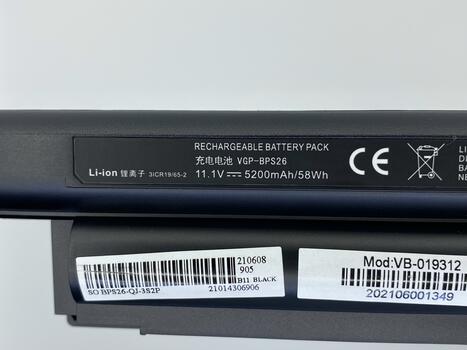 RECHARGEABLE BATTERY PACK
充电电池 VGP-BPS26
Li-ion 锂离子 3ICR19/65-2 11.1V 5200mAh/58Wh
CE
210608
905
B11 BLACK
SO BPS26-QJ-3S2P 21014306906
Mod:VB-019312
202106001349